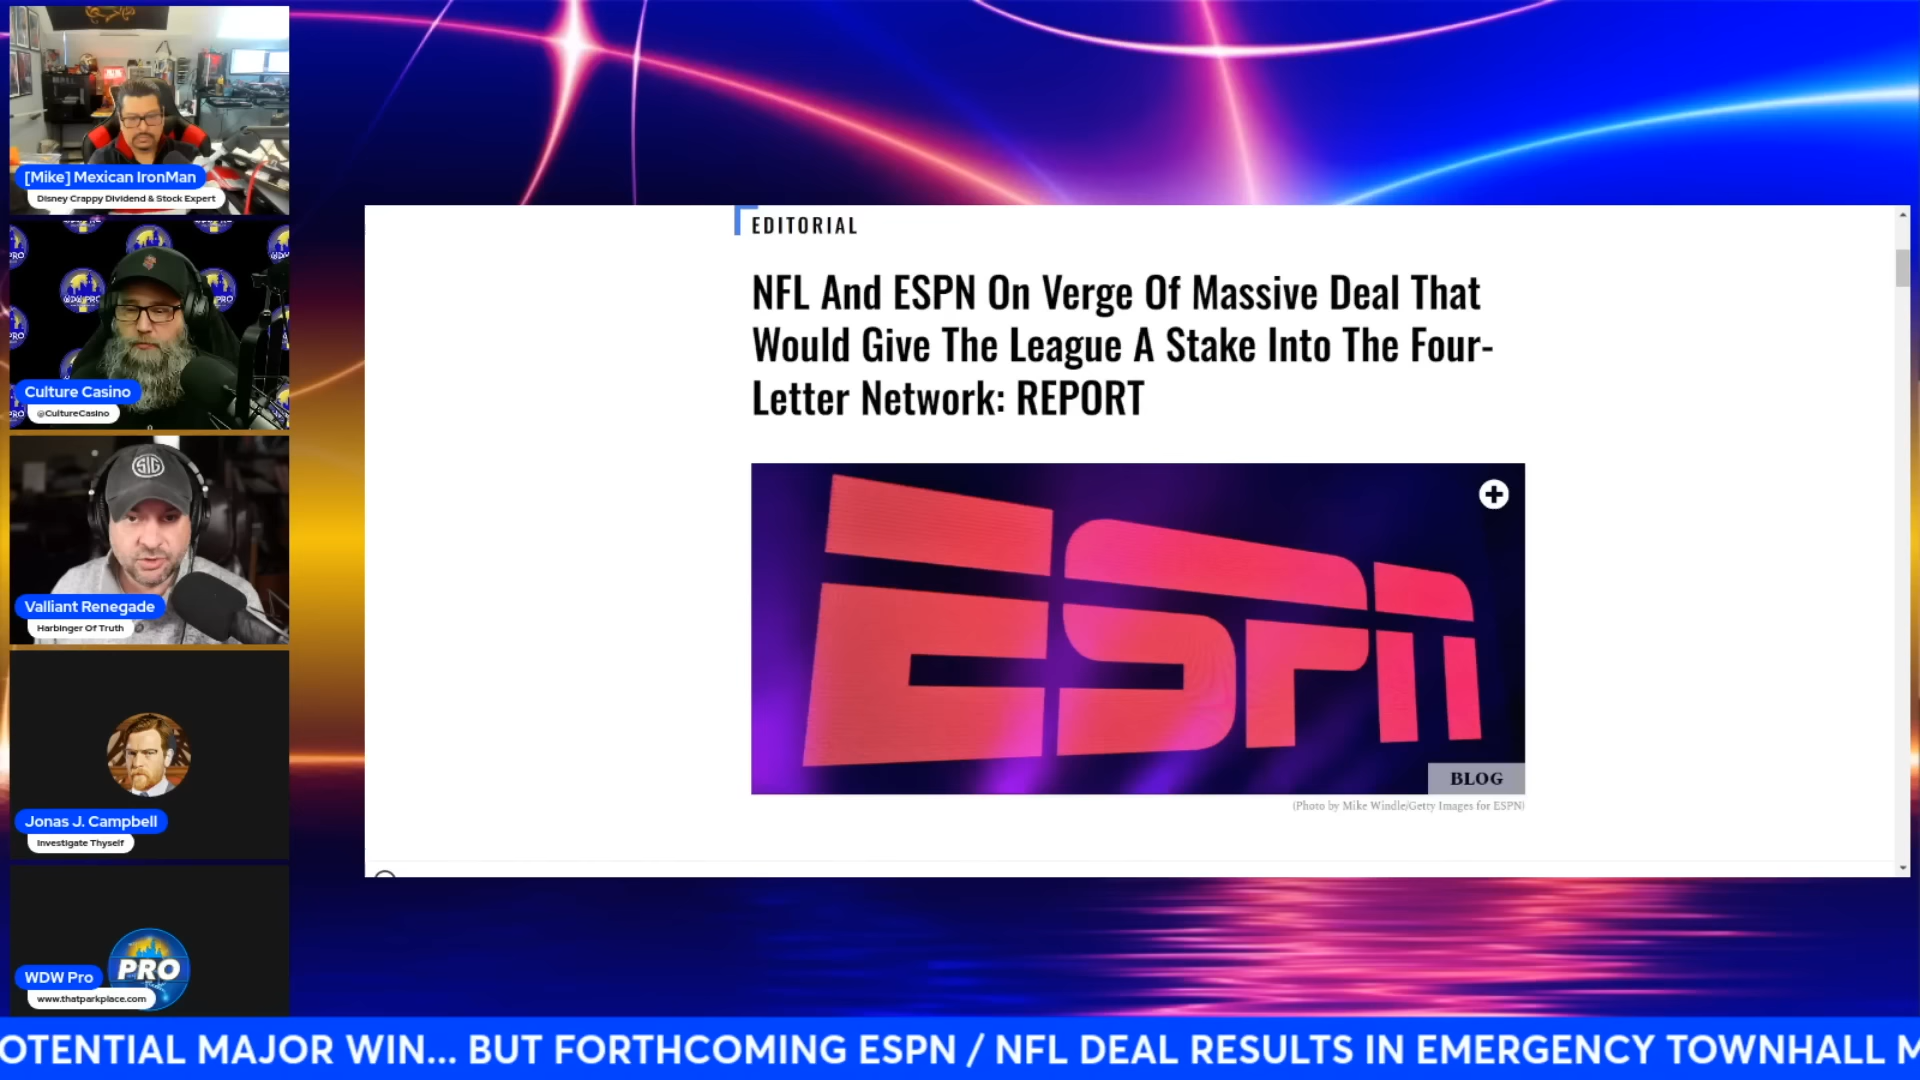 [Mike] Mexican IronMan
Disney Crappy Dividend & Stock Expert
Culture Casino
@CultureCasino
SIG
Valliant Renegade
Harbinger Of Truth
Jonas J. Campbell
Investigate Thyself
PRO
WDW Pro
www.thatparkplace.com
EDITORIAL
NFL And ESPN On Verge Of Massive Deal That
Would Give The League A Stake Into The Four-
Letter Network: REPORT
ESPN
BLOG
(Photo by Mike Windle/Getty Images for ESPN)
OTENTIAL MAJOR WIN... BUT FORTHCOMING ESPN / NFL DEAL RESULTS IN EMERGENCY TOWNHALL M